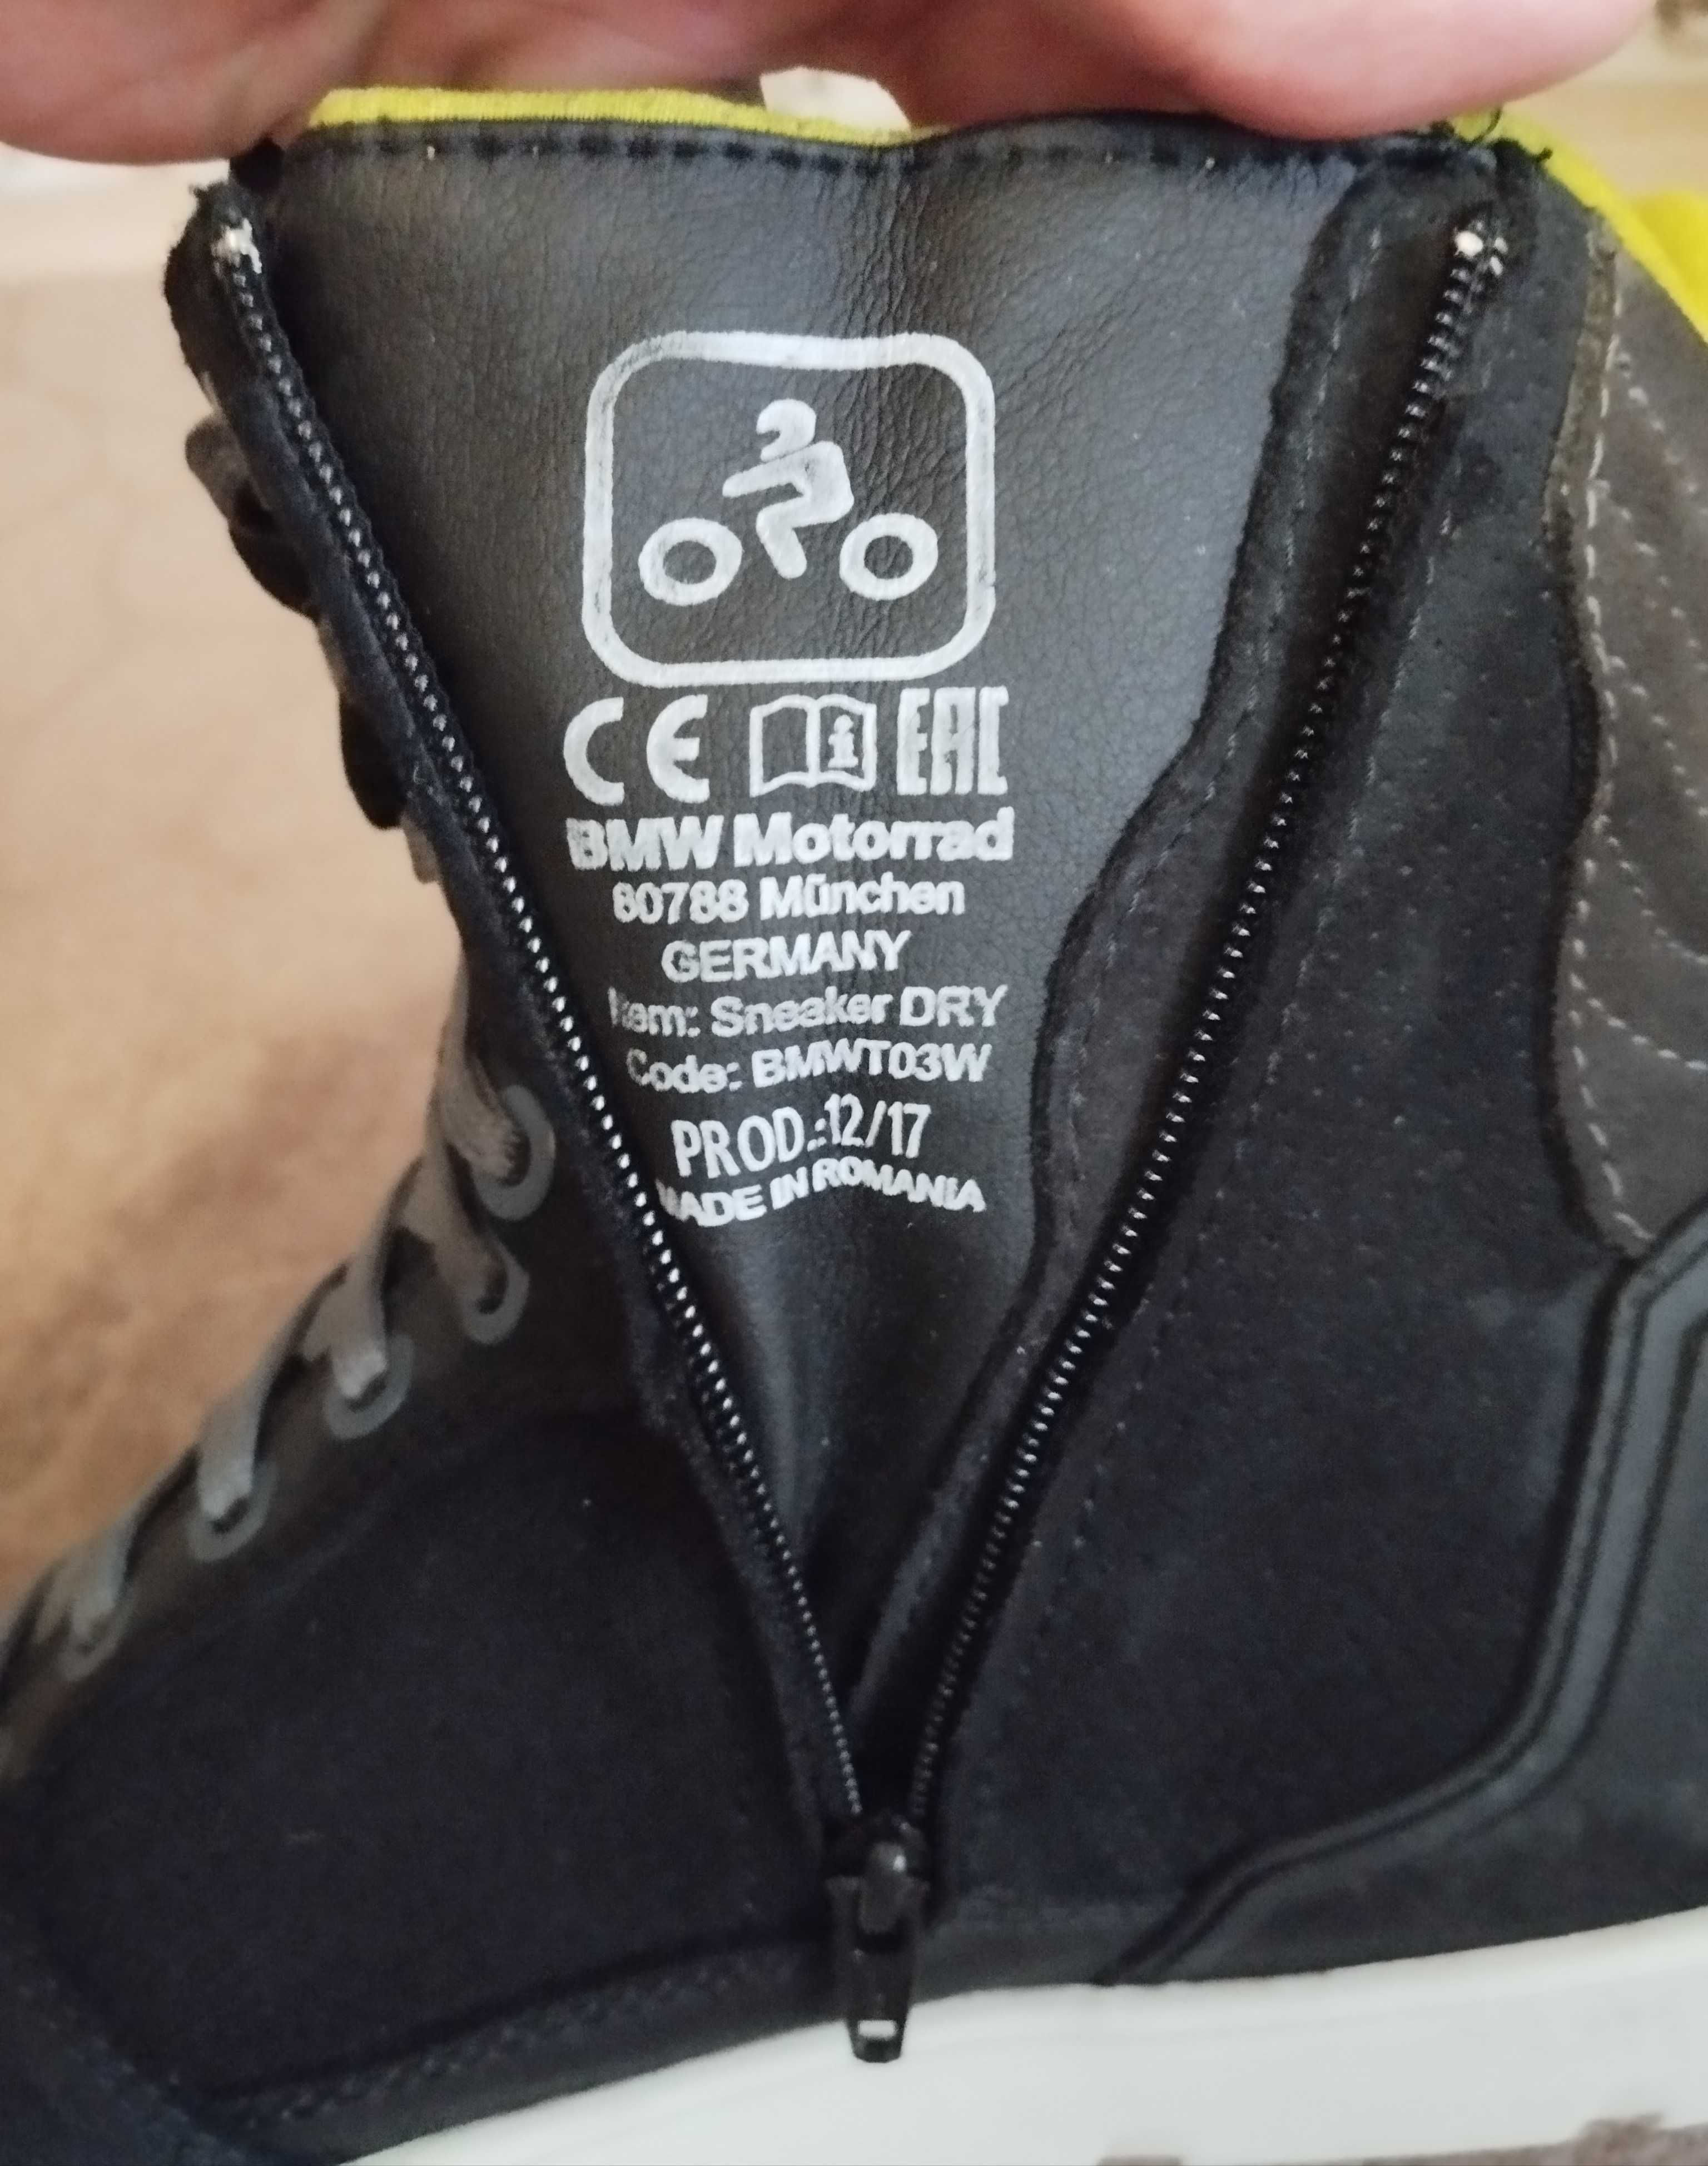 CE i EAC
BMW Motorrad
80788 München
GERMANY
Item: Sneaker DRY
Code: BMWT03W
PROD.:12/17
MADE IN ROMANIA